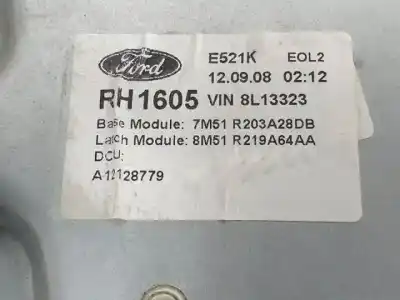 Ford
E521K EOL2
12.09.08 02:12
RH1605 VIN 8L13323
Base Module: 7M51 R203A28DB
Latch Module: 8M51 R219A64AA
DCU:
A12128779